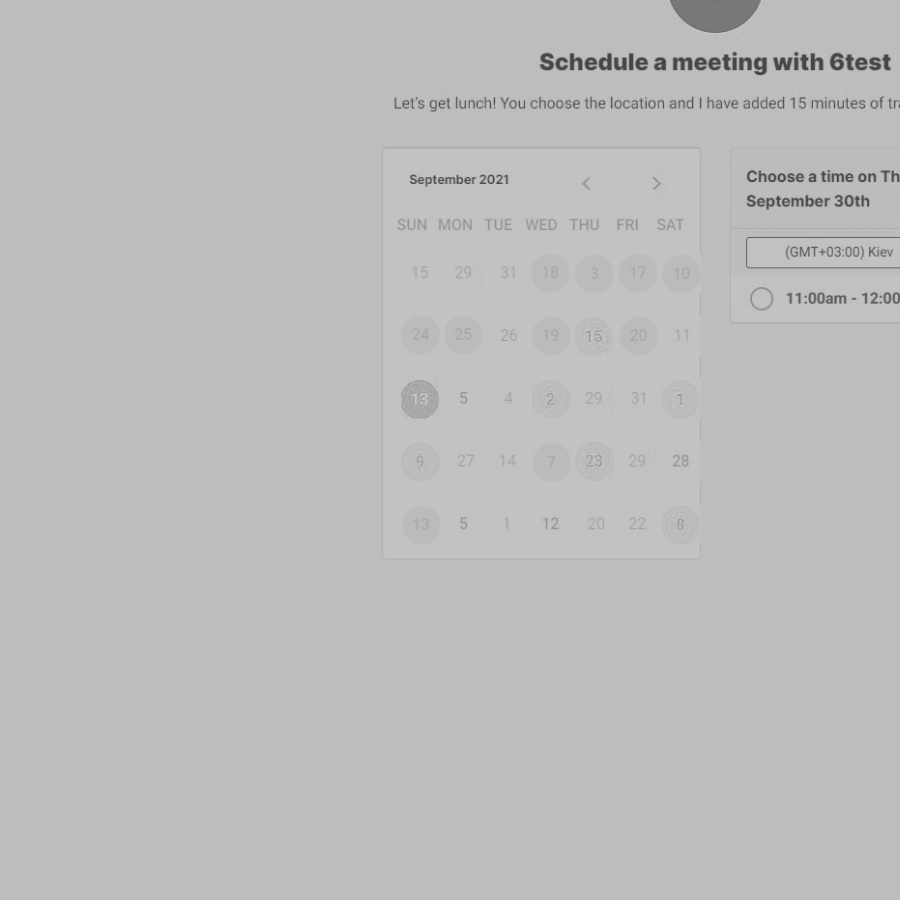 Schedule a meeting with 6test
Let's get lunch! You choose the location and I have added 15 minutes of
September 2021
SUN MON TUE WED THU FRI SAT
15 29 31 18 3 17 10
24 25 26 19 15 20 11
13 5 4 2 29 31 1
9 27 14 7 23 29 28
13 5 1 12 20 22 8
Choose a time on Th
September 30th
(GMT+03:00) Kiev
11:00am - 12:00